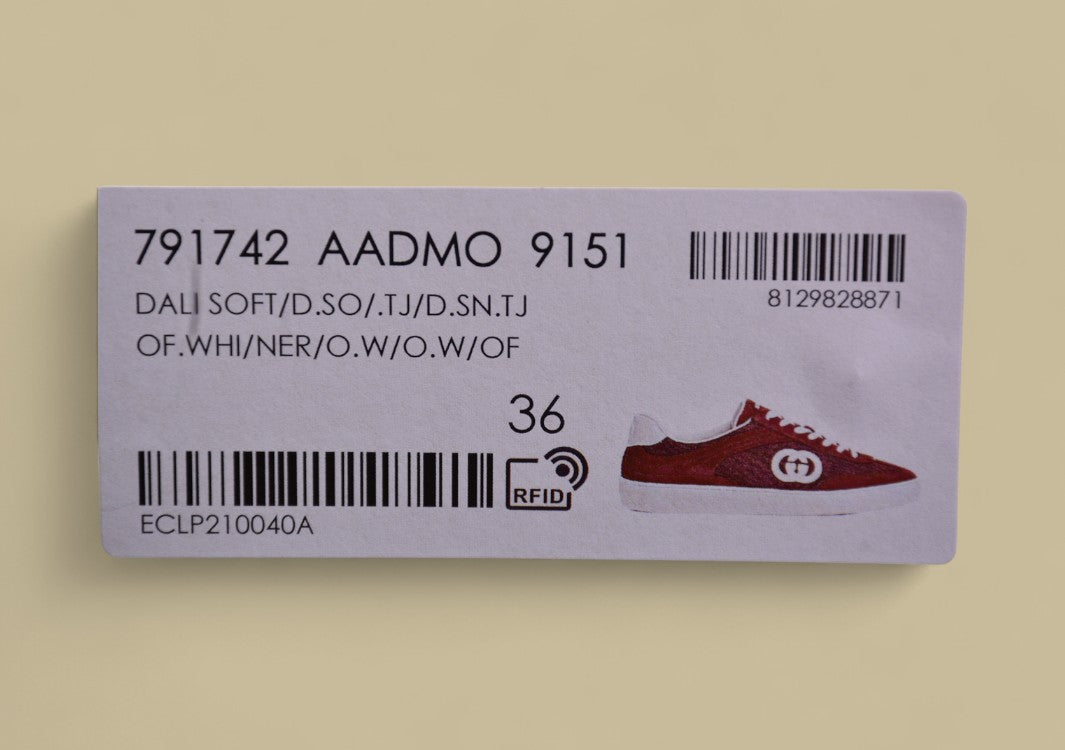 791742 AADMO 9151
8129828871
DALI SOFT/D.SO/.TJ/D.SN.TJ
OF.WHI/NER/O.W/O.W/OF
36
RFID
ECLP210040A